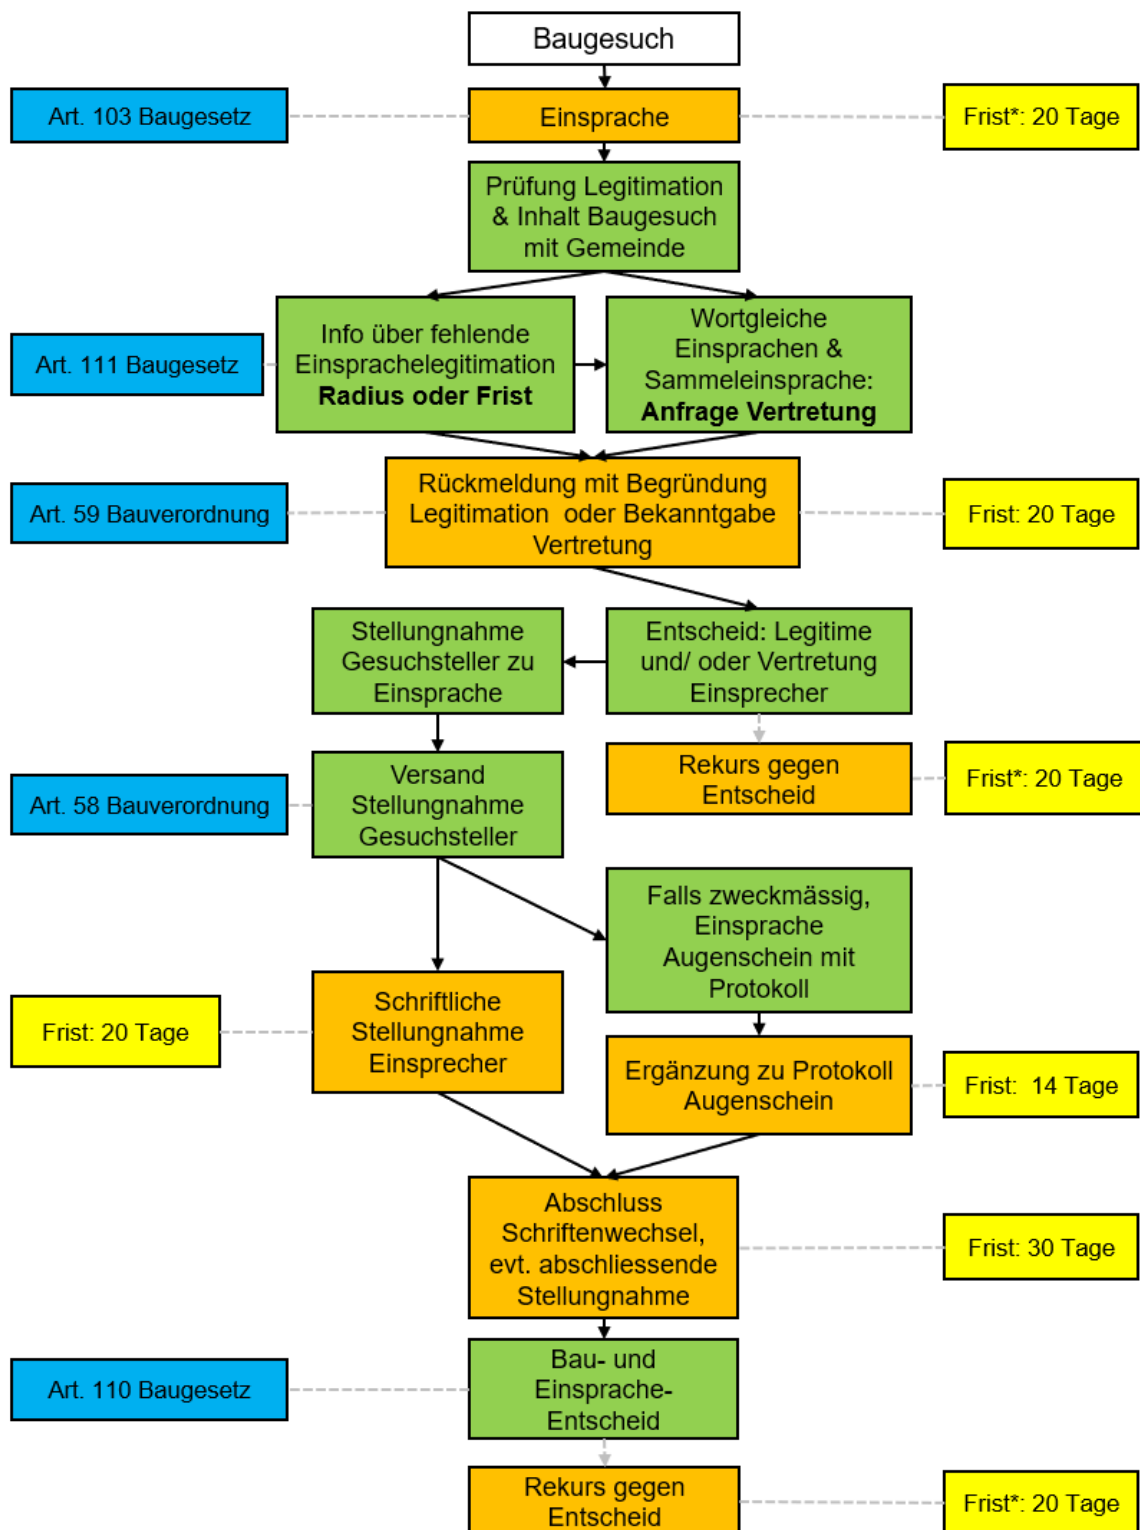 Baugesuch
Art. 103 Baugesetz
Einsprache
Frist*: 20 Tage
Prüfung Legitimation
& Inhalt Baugesuch
mit Gemeinde
Art. 111 Baugesetz
Info über fehlende
Einsprachelegitimation
Radius oder Frist
Wortgleiche
Einsprachen &
Sammeleinsprache:
Anfrage Vertretung
Art. 59 Bauverordnung
Rückmeldung mit Begründung
Legitimation oder Bekanntgabe
Vertretung
Frist: 20 Tage
Stellungnahme
Gesuchsteller zu
Einsprache
Entscheid: Legitime
und/ oder Vertretung
Einsprecher
Art. 58 Bauverordnung
Versand
Stellungnahme
Gesuchsteller
Rekurs gegen
Entscheid
Frist*: 20 Tage
Falls zweckmässig,
Einsprache
Augenschein mit
Protokoll
Frist: 20 Tage
Schriftliche
Stellungnahme
Einsprecher
Ergänzung zu Protokoll
Augenschein
Frist: 14 Tage
Abschluss
Schriftenwechsel,
evt. abschliessende
Stellungnahme
Frist: 30 Tage
Art. 110 Baugesetz
Bau- und
Einsprache-
Entscheid
Rekurs gegen
Entscheid
Frist*: 20 Tage